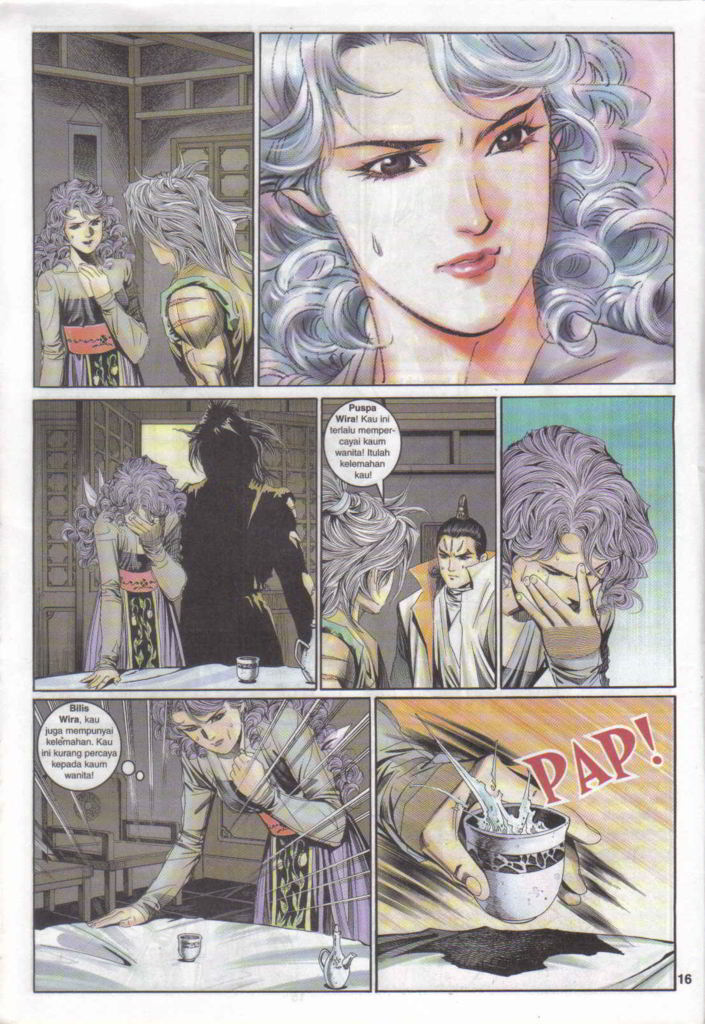 Puspa
Wira! Kau ini
terlalu memper-
cayai kaum
wanita! Itulah
kelemahan
kau!
Bilis
Wira, kau
juga mempunyai
kelemahan. Kau
ini kurang percaya
kepada kaum
wanita!
PAP!
16